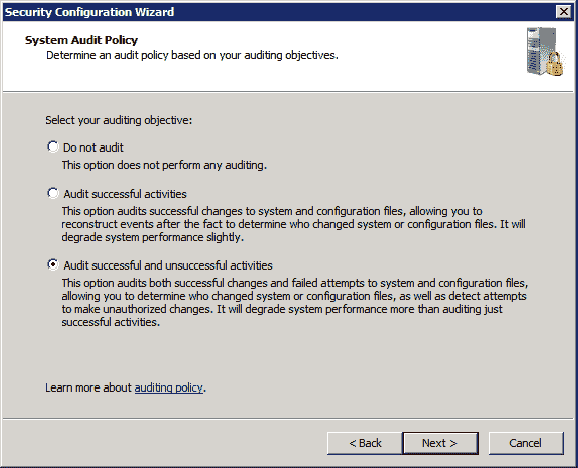 Security Configuration Wizard
System Audit Policy
Determine an audit policy based on your auditing objectives.
Select your auditing objective:
Do not audit
This option does not perform any auditing.
Audit successful activities
This option audits successful changes to system and configuration files, allowing you to
reconstruct events after the fact to determine who changed system or configuration files. It will
degrade system performance slightly.
Audit successful and unsuccessful activities
This option audits both successful changes and failed attempts to system and configuration files,
allowing you to determine who changed system or configuration files, as well as detect attempts
to make unauthorized changes. It will degrade system performance more than auditing just
successful activities.
Learn more about auditing policy.
< Back
Next >
Cancel